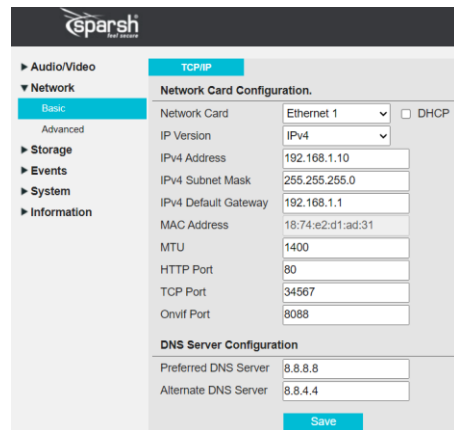 sparsh
feel secure
Audio/Video
Network
Basic
Advanced
Storage
Events
System
Information
TCP/IP
Network Card Configuration.
Network Card Ethernet 1 DHCP
IP Version IPv4
IPv4 Address 192.168.1.10
IPv4 Subnet Mask 255.255.255.0
IPv4 Default Gateway 192.168.1.1
MAC Address 18:74:e2:d1:ad:31
MTU 1400
HTTP Port 80
TCP Port 34567
Onvif Port 8088
DNS Server Configuration
Preferred DNS Server 8.8.8.8
Alternate DNS Server 8.8.4.4
Save